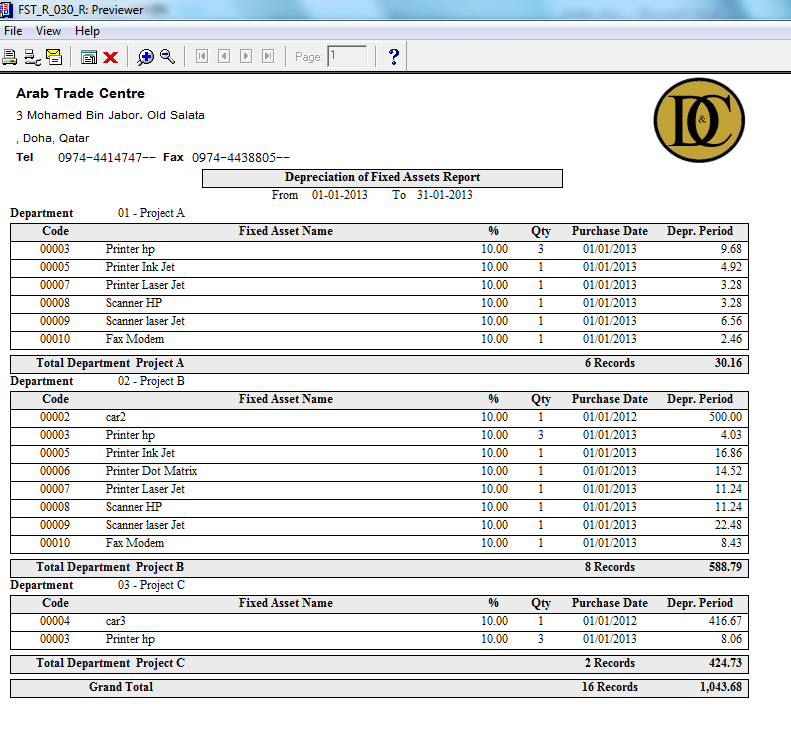 FST_R_030_R: Previewer
File View Help
Page: 1 ?
Arab Trade Centre
3 Mohamed Bin Jabor. Old Salata
, Doha, Qatar
Tel 0974-4414747-- Fax 0974-4438805--
D&C
Depreciation of Fixed Assets Report
From 01-01-2013 To 31-01-2013
Department 01 - Project A
Code Fixed Asset Name % Qty Purchase Date Depr. Period
00003 Printer hp 10.00 3 01/01/2013 9.68
00005 Printer Ink Jet 10.00 1 01/01/2013 4.92
00007 Printer Laser Jet 10.00 1 01/01/2013 3.28
00008 Scanner HP 10.00 1 01/01/2013 3.28
00009 Scanner laser Jet 10.00 1 01/01/2013 6.56
00010 Fax Modem 10.00 1 01/01/2013 2.46
Total Department Project A 6 Records 30.16
Department 02 - Project B
Code Fixed Asset Name % Qty Purchase Date Depr. Period
00002 car2 10.00 1 01/01/2012 500.00
00003 Printer hp 10.00 3 01/01/2013 4.03
00005 Printer Ink Jet 10.00 1 01/01/2013 16.86
00006 Printer Dot Matrix 10.00 1 01/01/2013 14.52
00007 Printer Laser Jet 10.00 1 01/01/2013 11.24
00008 Scanner HP 10.00 1 01/01/2013 11.24
00009 Scanner laser Jet 10.00 1 01/01/2013 22.48
00010 Fax Modem 10.00 1 01/01/2013 8.43
Total Department Project B 8 Records 588.79
Department 03 - Project C
Code Fixed Asset Name % Qty Purchase Date Depr. Period
00004 car3 10.00 1 01/01/2012 416.67
00003 Printer hp 10.00 3 01/01/2013 8.06
Total Department Project C 2 Records 424.73
Grand Total 16 Records 1,043.68